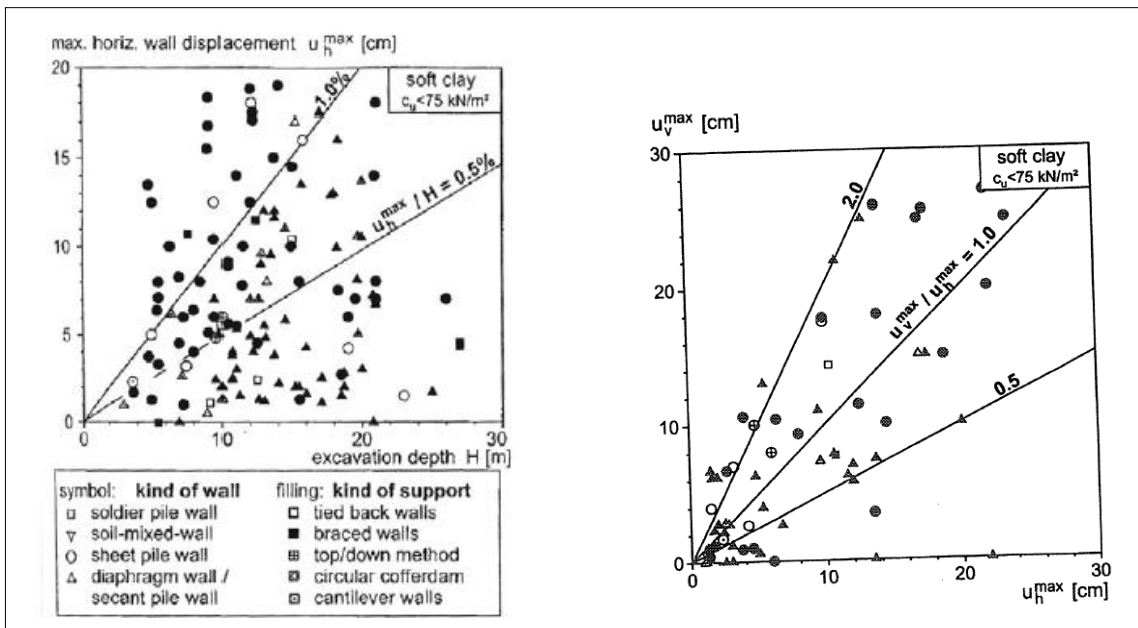 max. horiz. wall displacement u_h^max [cm]
20
15
10
5
0
0
10
20
30
soft clay
c_u<75 kN/m²
1.0%
u_h^max / H = 0.5%
excavation depth H [m]
symbol: kind of wall
soldier pile wall
soil-mixed-wall
sheet pile wall
diaphragm wall /
secant pile wall
filling: kind of support
tied back walls
braced walls
top/down method
circular cofferdam
cantilever walls
u_v^max [cm]
30
20
10
0
0
10
20
30
soft clay
c_u<75 kN/m²
2.0
u_v^max / u_h^max = 1.0
0.5
u_h^max [cm]